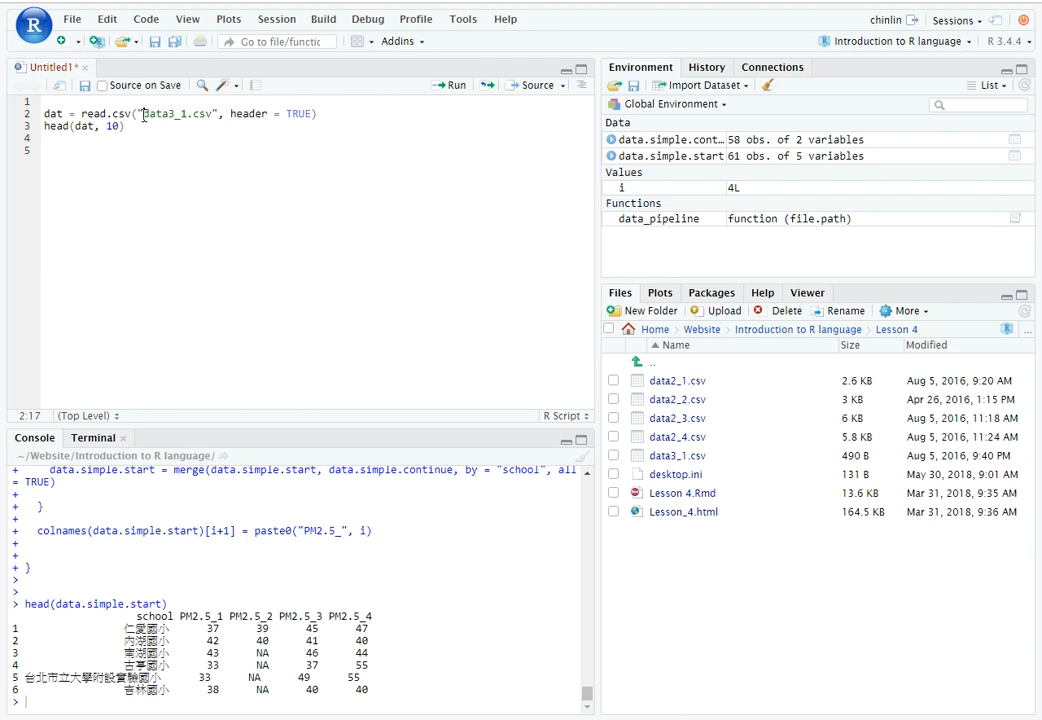 R File Edit Code View Plots Session Build Debug Profile Tools Help chinlin Sessions
Go to file/functic Addins Introduction to R language R 3.4.4
Untitled1*
Source on Save Run Source
1
2 dat = read.csv("data3_1.csv", header = TRUE)
3 head(dat, 10)
4
5
2:17 (Top Level) R Script
Console Terminal
~/Website/Introduction to R language/
+ data.simple.start = merge(data.simple.start, data.simple.continue, by = "school", all
= TRUE)
+
+ }
+
+ colnames(data.simple.start)[i+1] = paste0("PM2.5_", i)
+
+
+ }
>
>
> head(data.simple.start)
school PM2.5_1 PM2.5_2 PM2.5_3 PM2.5_4
1 仁愛國小 37 39 45 47
2 內湖國小 42 40 41 40
3 南湖國小 43 NA 46 44
4 古亭國小 33 NA 37 55
5 台北市立大學附設實驗國小 33 NA 49 55
6 吉林國小 38 NA 40 40
>
Environment History Connections
Import Dataset List
Global Environment
Data
data.simple.cont… 58 obs. of 2 variables
data.simple.start 61 obs. of 5 variables
Values
i 4L
Functions
data_pipeline function (file.path)
Files Plots Packages Help Viewer
New Folder Upload Delete Rename More
Home Website Introduction to R language Lesson 4 R ...
Name Size Modified
..
data2_1.csv 2.6 KB Aug 5, 2016, 9:20 AM
data2_2.csv 3 KB Apr 26, 2016, 1:15 PM
data2_3.csv 6 KB Aug 5, 2016, 11:18 AM
data2_4.csv 5.8 KB Aug 5, 2016, 11:24 AM
data3_1.csv 490 B Aug 5, 2016, 9:40 PM
desktop.ini 131 B May 30, 2018, 9:01 AM
Lesson 4.Rmd 13.6 KB Mar 31, 2018, 9:35 AM
Lesson_4.html 164.5 KB Mar 31, 2018, 9:36 AM